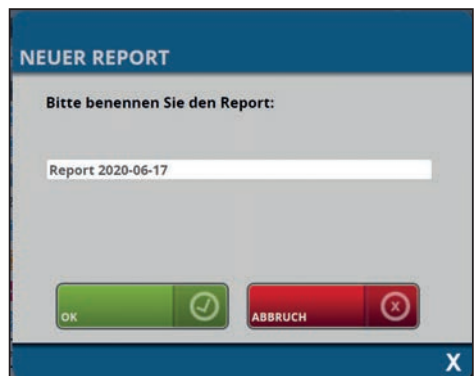 NEUER REPORT
Bitte benennen Sie den Report:
Report 2020-06-17
OK
ABBRUCH
X